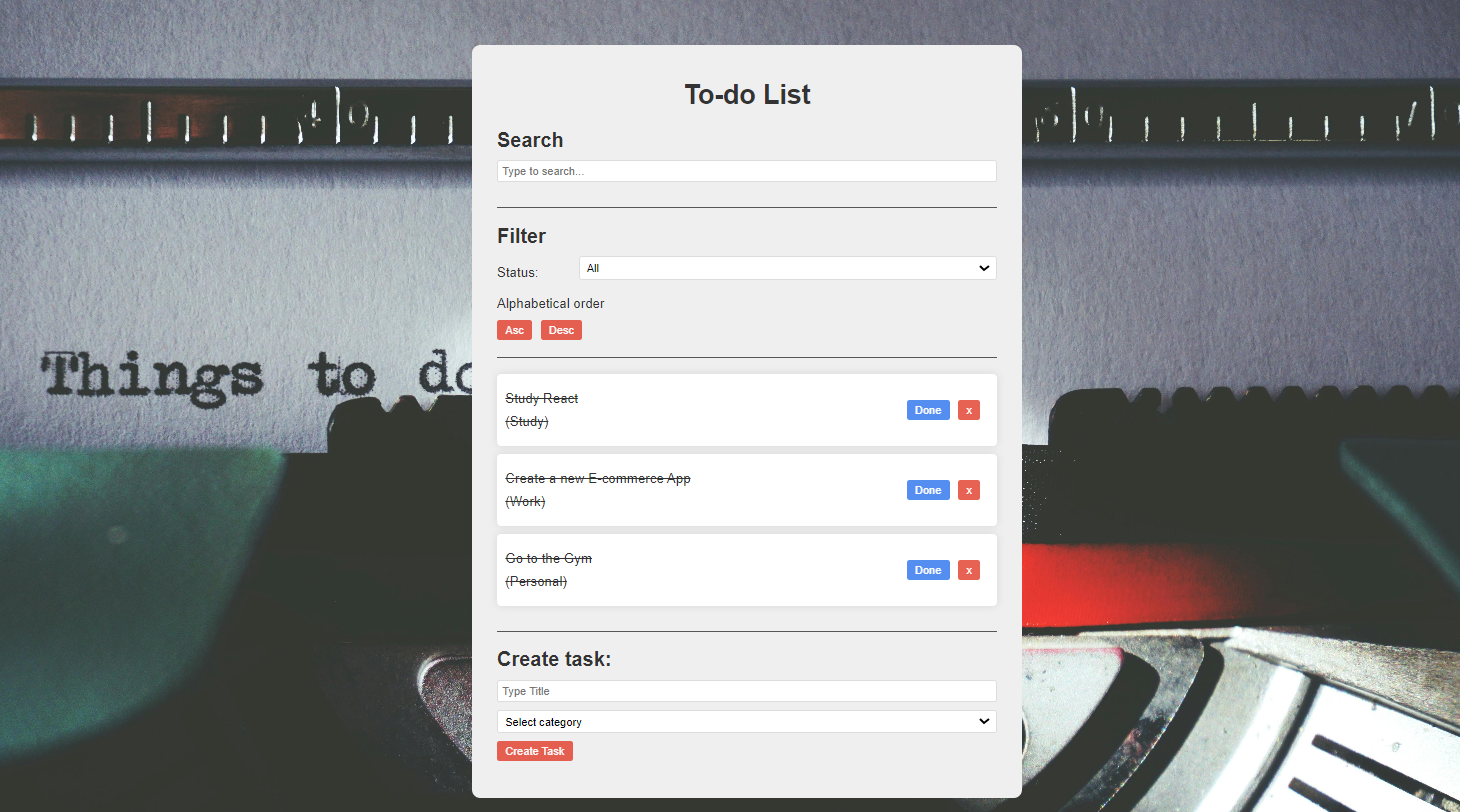 To-do List
Search
Type to search...
Filter
Status: All
Alphabetical order
Asc Desc
Things to do
Study React
(Study)
Done x
Create a new E-commerce App
(Work)
Done x
Go to the Gym
(Personal)
Done x
Create task:
Type Title
Select category
Create Task